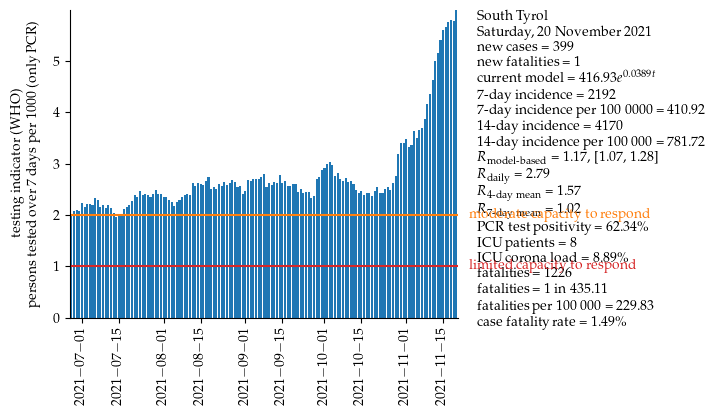 testing indicator (WHO)
persons tested over 7 days per 1000 (only PCR)
5
4
3
2
1
0
2021−07−01
2021−07−15
2021−08−01
2021−08−15
2021−09−01
2021−09−15
2021−10−01
2021−10−15
2021−11−01
2021−11−15
South Tyrol
Saturday, 20 November 2021
new cases = 399
new fatalities = 1
current model = 416.93e^0.0389t
7-day incidence = 2192
7-day incidence per 100 0000 = 410.92
14-day incidence = 4170
14-day incidence per 100 000 = 781.72
R model-based = 1.17, [1.07, 1.28]
R daily = 2.79
R 4-day mean = 1.57
R 7-day mean = 1.02
moderate capacity to respond
PCR test positivity = 62.34%
ICU patients = 8
ICU corona load = 8.89%
limited capacity to respond
fatalities = 1226
fatalities = 1 in 435.11
fatalities per 100 000 = 229.83
case fatality rate = 1.49%